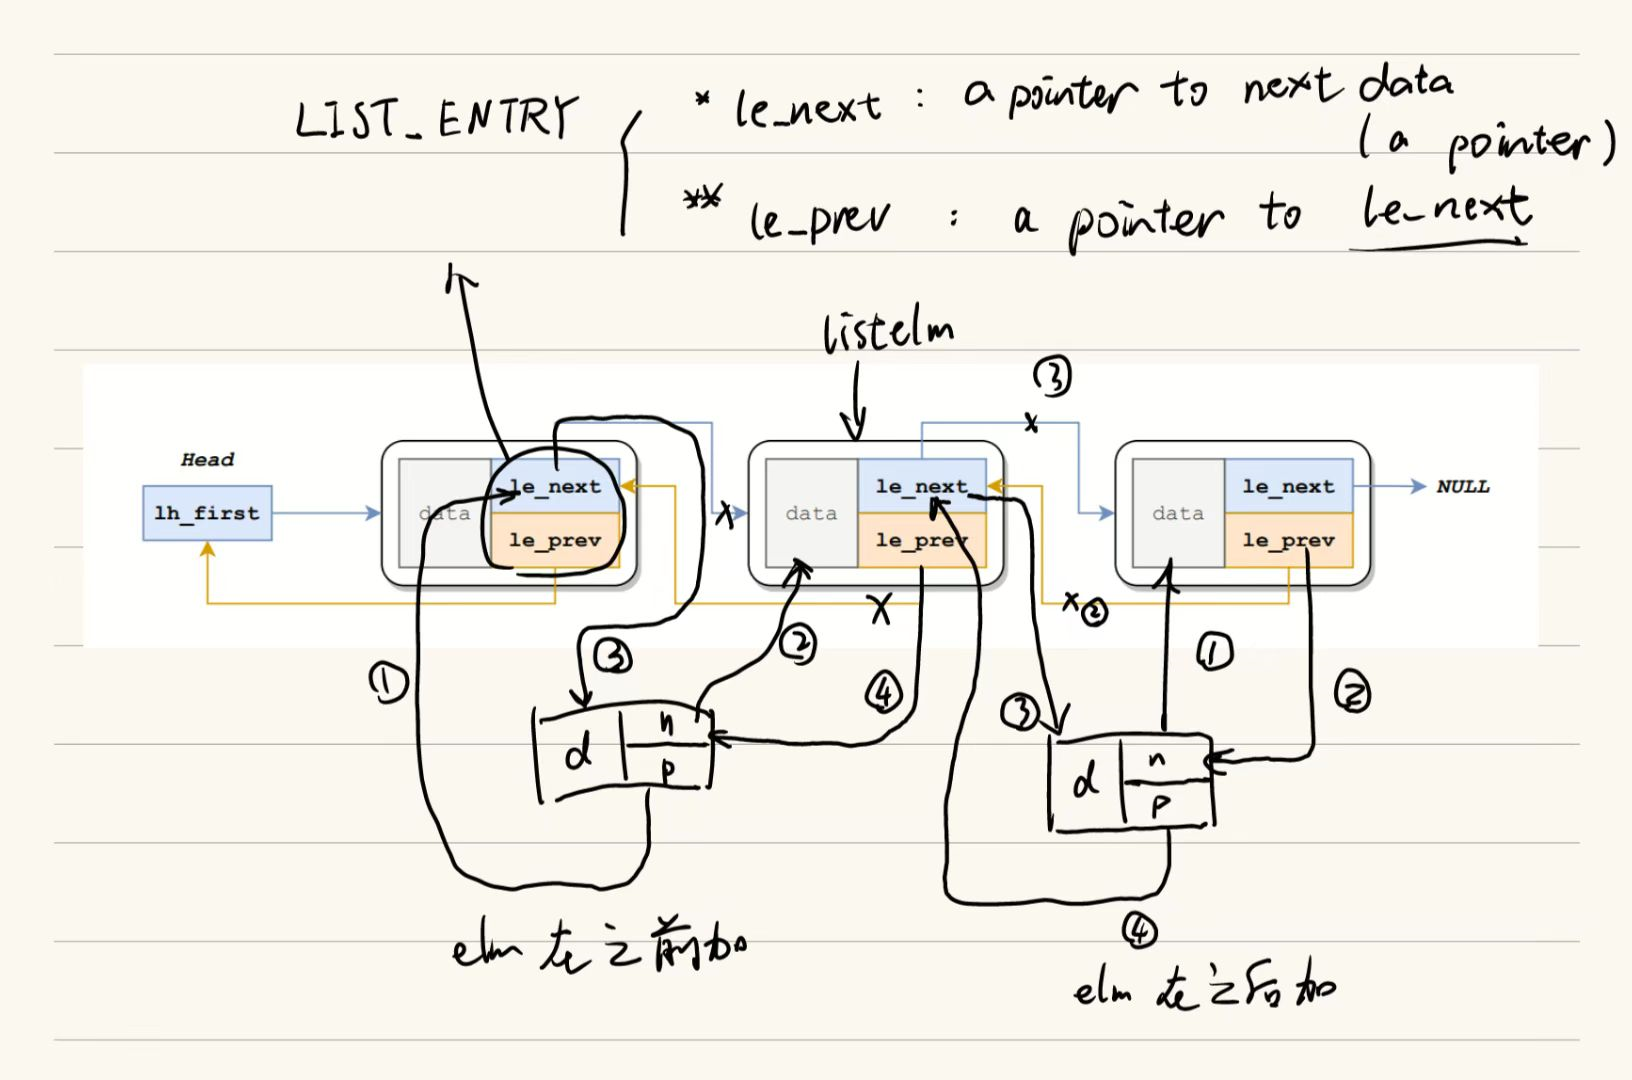 LIST_ENTRY { * le_next : a pointer to next data
(a pointer)
** le_prev : a pointer to le_next
listelm
③
x
Head
lh_first
data
le_next
le_prev
x
data
le_next
le_prev
x
data
le_next
le_prev
NULL
x ②
①
③
②
④
③
①
②
d n p
d n p
elm 在之前加
④
elm 在之后加